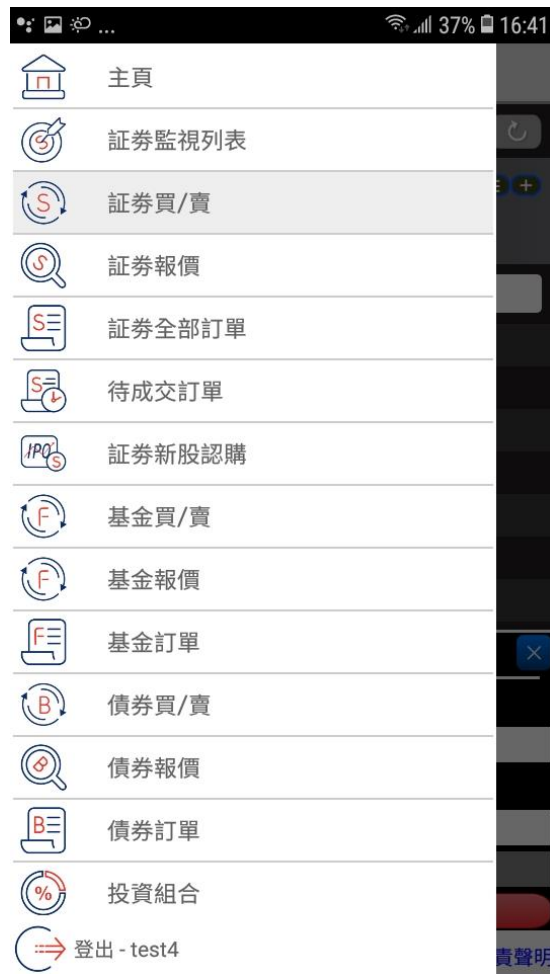 ... 37% 16:41
主頁
証券監視列表
証券買/賣
証券報價
証券全部訂單
待成交訂單
証券新股認購
基金買/賣
基金報價
基金訂單
債券買/賣
債券報價
債券訂單
投資組合
登出 - test4
責聲明